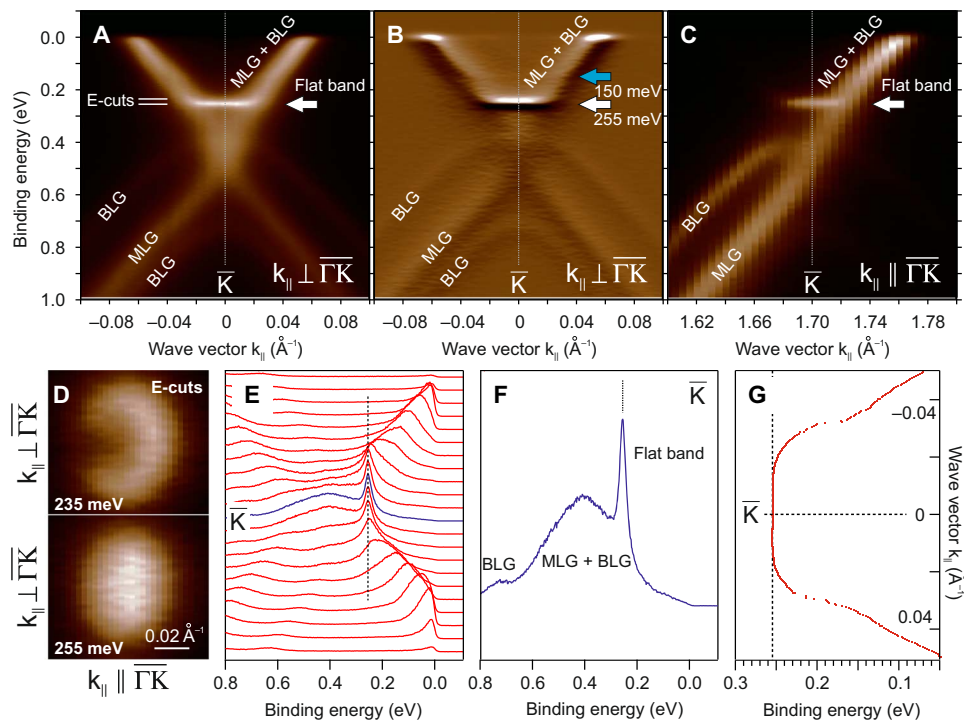 A
B
C
MLG + BLG
MLG + BLG
E-cuts
Flat band
150 meV
255 meV
Flat band
BLG
MLG
BLG
K
k|| ⊥ ΓK
BLG
MLG
BLG
K
k|| ⊥ ΓK
BLG
MLG
K
k|| || ΓK
Binding energy (eV)
0.0
0.2
0.4
0.6
0.8
1.0
–0.08 –0.04 0 0.04 0.08
–0.08 –0.04 0 0.04 0.08
1.62 1.66 1.70 1.74 1.78
Wave vector k|| (Å⁻¹)
Wave vector k|| (Å⁻¹)
Wave vector k|| (Å⁻¹)
D
E-cuts
k|| ⊥ ΓK
235 meV
k|| ⊥ ΓK
0.02 Å⁻¹
255 meV
k|| || ΓK
E
K
0.8 0.6 0.4 0.2 0.0
Binding energy (eV)
F
K
Flat band
BLG
MLG + BLG
0.8 0.6 0.4 0.2 0.0
Binding energy (eV)
G
K
–0.04
0
0.04
Wave vector k||
(Å⁻¹)
0.3 0.2 0.1
Binding energy (eV)